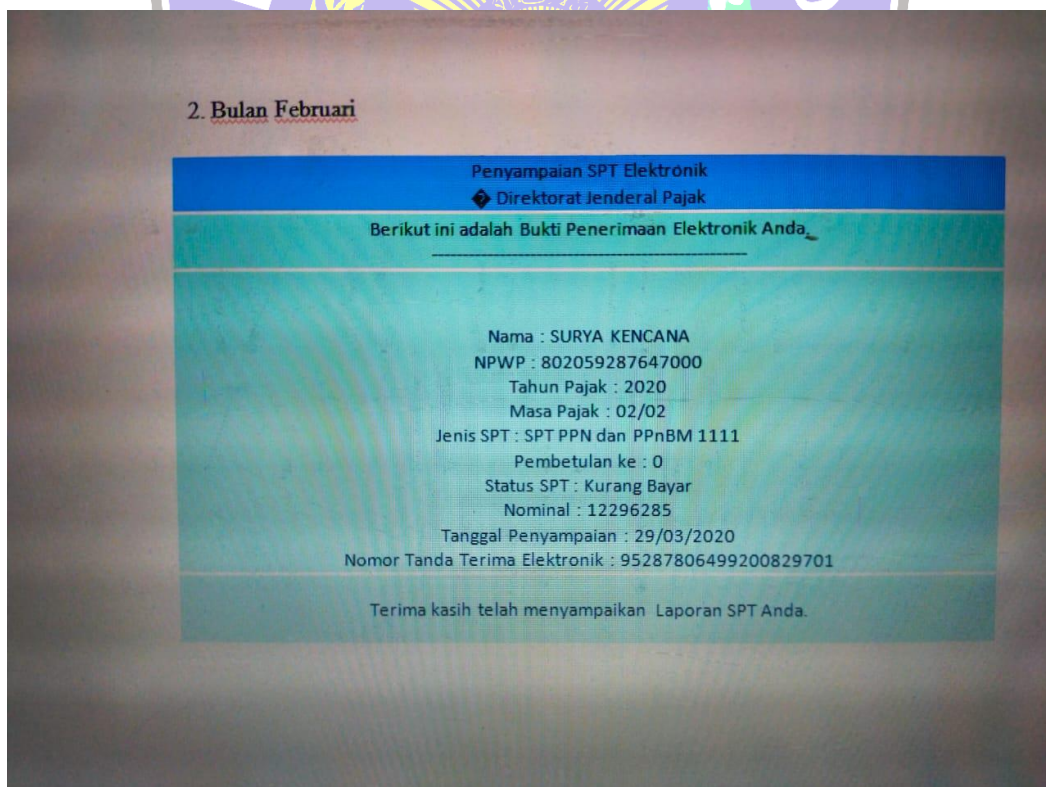 2. Bulan Februari
Penyampaian SPT Elektronik
� Direktorat Jenderal Pajak
Berikut ini adalah Bukti Penerimaan Elektronik Anda.
--------------------------------------------------------
Nama : SURYA KENCANA
NPWP : 802059287647000
Tahun Pajak : 2020
Masa Pajak : 02/02
Jenis SPT : SPT PPN dan PPnBM 1111
Pembetulan ke : 0
Status SPT : Kurang Bayar
Nominal : 12296285
Tanggal Penyampaian : 29/03/2020
Nomor Tanda Terima Elektronik : 95287806499200829701
Terima kasih telah menyampaikan Laporan SPT Anda.